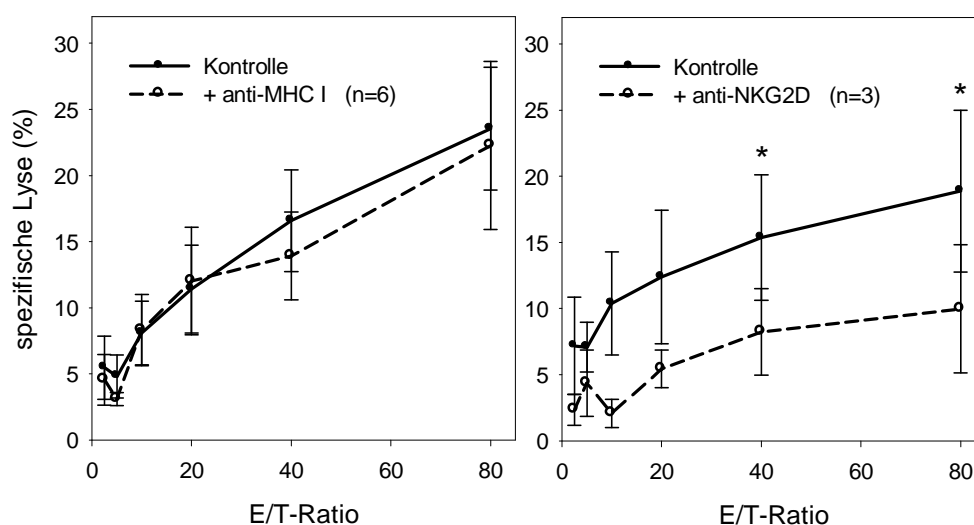 spezifische Lyse (%)
30
25
20
15
10
5
0
Kontrolle
+ anti-MHC I (n=6)
0 20 40 60 80
E/T-Ratio
30
25
20
15
10
5
0
Kontrolle
+ anti-NKG2D (n=3)
*
*
0 20 40 60 80
E/T-Ratio